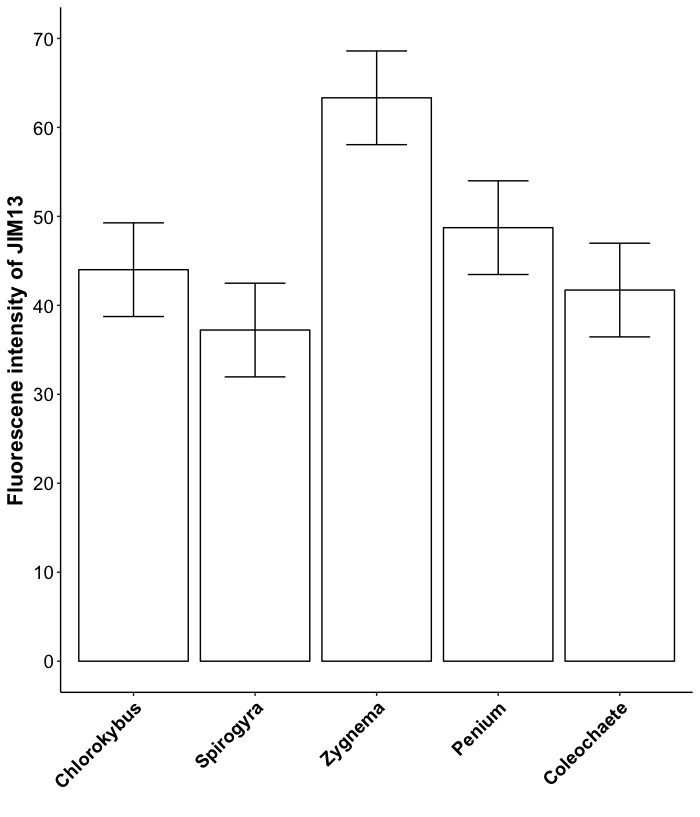 Fluorescene intensity of JIM13
70
60
50
40
30
20
10
0
Chlorokybus
Spirogyra
Zygnema
Penium
Coleochaete